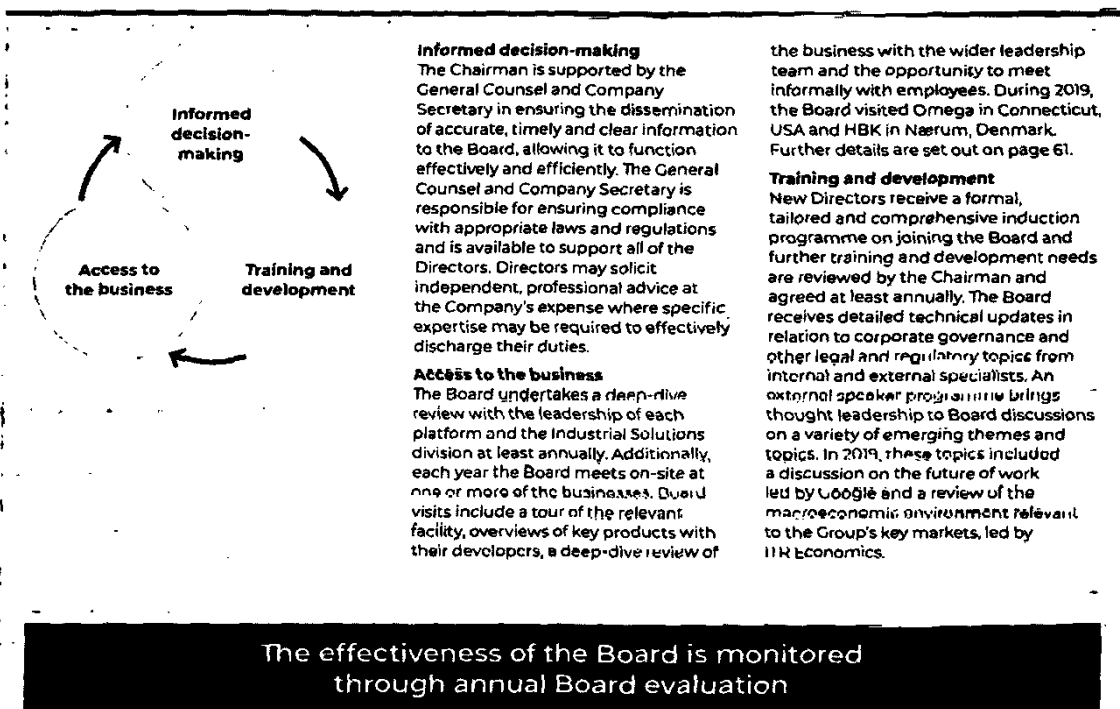 Informed
decision-
making
Access to
the business
Training and
development
Informed decision-making
The Chairman is supported by the
General Counsel and Company
Secretary in ensuring the dissemination
of accurate, timely and clear information
to the Board, allowing it to function
effectively and efficiently. The General
Counsel and Company Secretary is
responsible for ensuring compliance
with appropriate laws and regulations
and is available to support all of the
Directors. Directors may solicit
independent, professional advice at
the Company's expense where specific
expertise may be required to effectively
discharge their duties.
Access to the business
The Board undertakes a deep-dive
review with the leadership of each
platform and the Industrial Solutions
division at least annually. Additionally,
each year the Board meets on-site at
one or more of the businesses. Board
visits include a tour of the relevant
facility, overviews of key products with
their developers, a deep-dive review of
the business with the wider leadership
team and the opportunity to meet
informally with employees. During 2019,
the Board visited Omega in Connecticut,
USA and HBK in Nærum, Denmark.
Further details are set out on page 61.
Training and development
New Directors receive a formal,
tailored and comprehensive induction
programme on joining the Board and
further training and development needs
are reviewed by the Chairman and
agreed at least annually. The Board
receives detailed technical updates in
relation to corporate governance and
other legal and regulatory topics from
internal and external specialists. An
external speaker programme brings
thought leadership to Board discussions
on a variety of emerging themes and
topics. In 2019, these topics included
a discussion on the future of work
led by Google and a review of the
macroeconomic environment relevant
to the Group's key markets, led by
ITR Economics.
The effectiveness of the Board is monitored
through annual Board evaluation